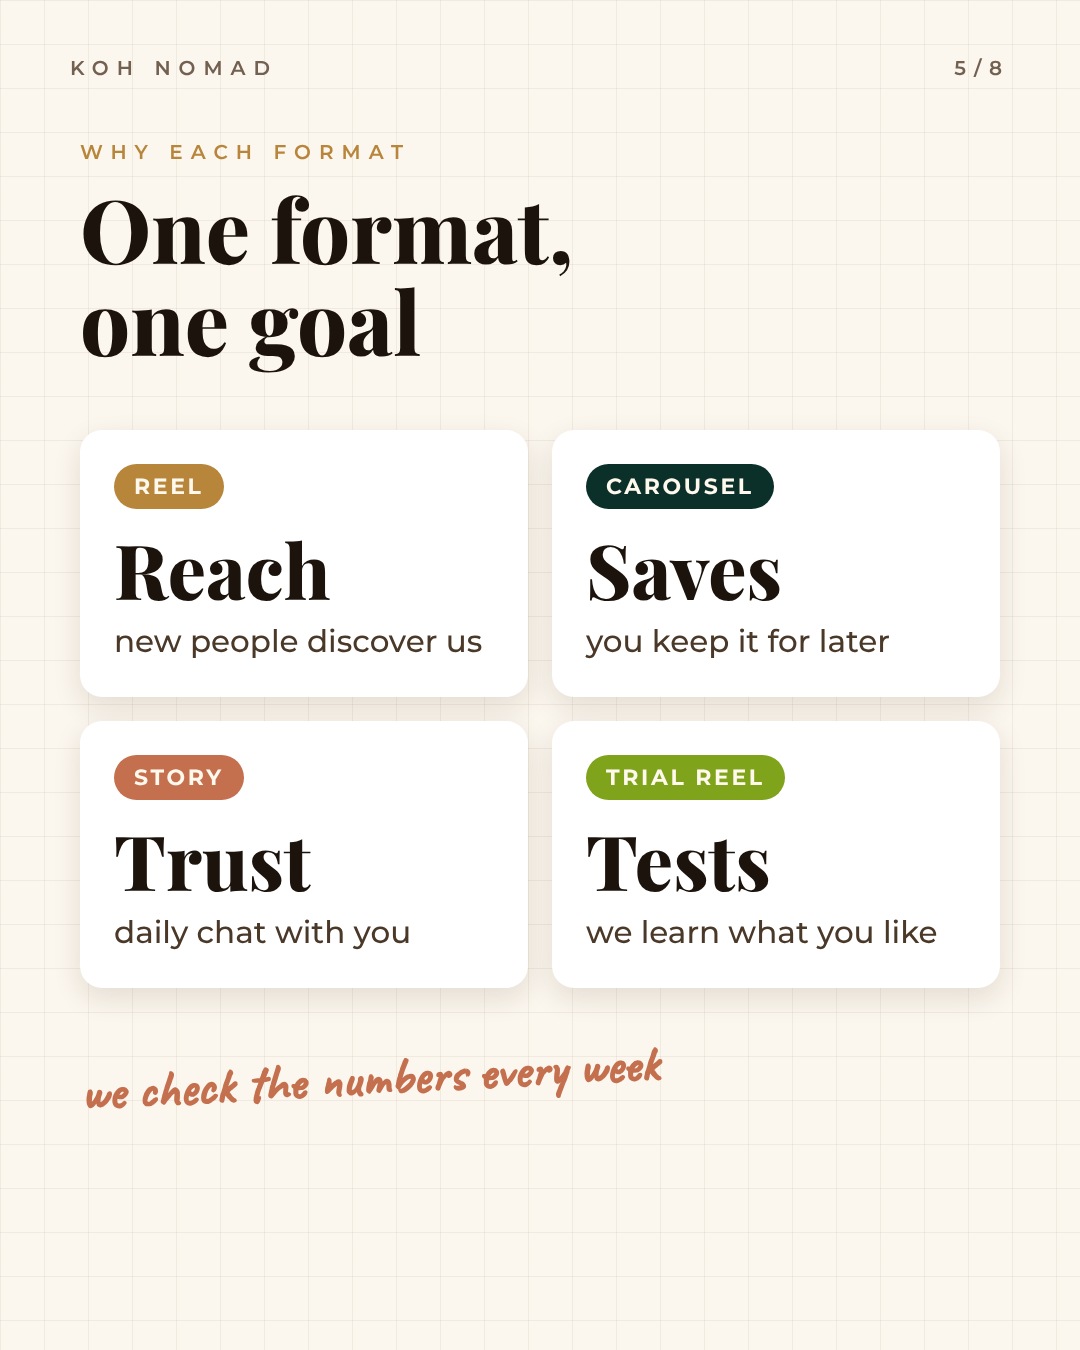 KOH NOMAD
5/8
WHY EACH FORMAT
One format,
one goal
REEL
Reach
new people discover us
CAROUSEL
Saves
you keep it for later
STORY
Trust
daily chat with you
TRIAL REEL
Tests
we learn what you like
we check the numbers every week